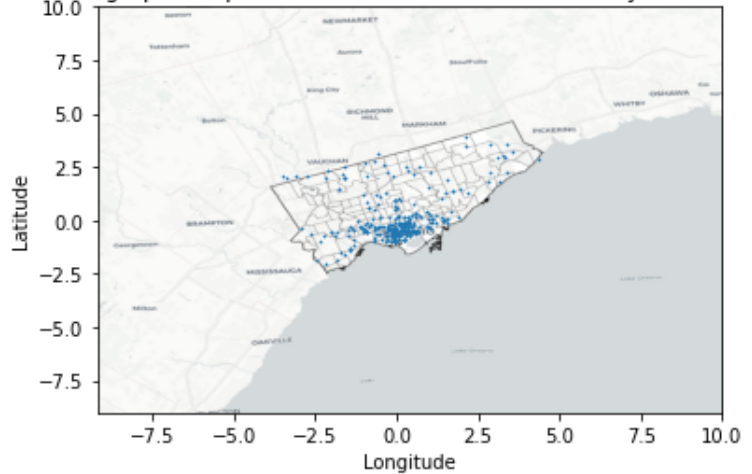 10.0
NEWMARKET
Tottenham
Aurora
7.5
Stouffville
King City
OSHAWA
WHITBY
RICHMOND
HILL
5.0
Bolton
MARKHAM
PICKERING
VAUGHAN
2.5
Latitude
0.0
BRAMPTON
Georgetown
MISSISSAUGA
−2.5
Milton
−5.0
OAKVILLE
−7.5
−7.5 −5.0 −2.5 0.0 2.5 5.0 7.5 10.0
Longitude